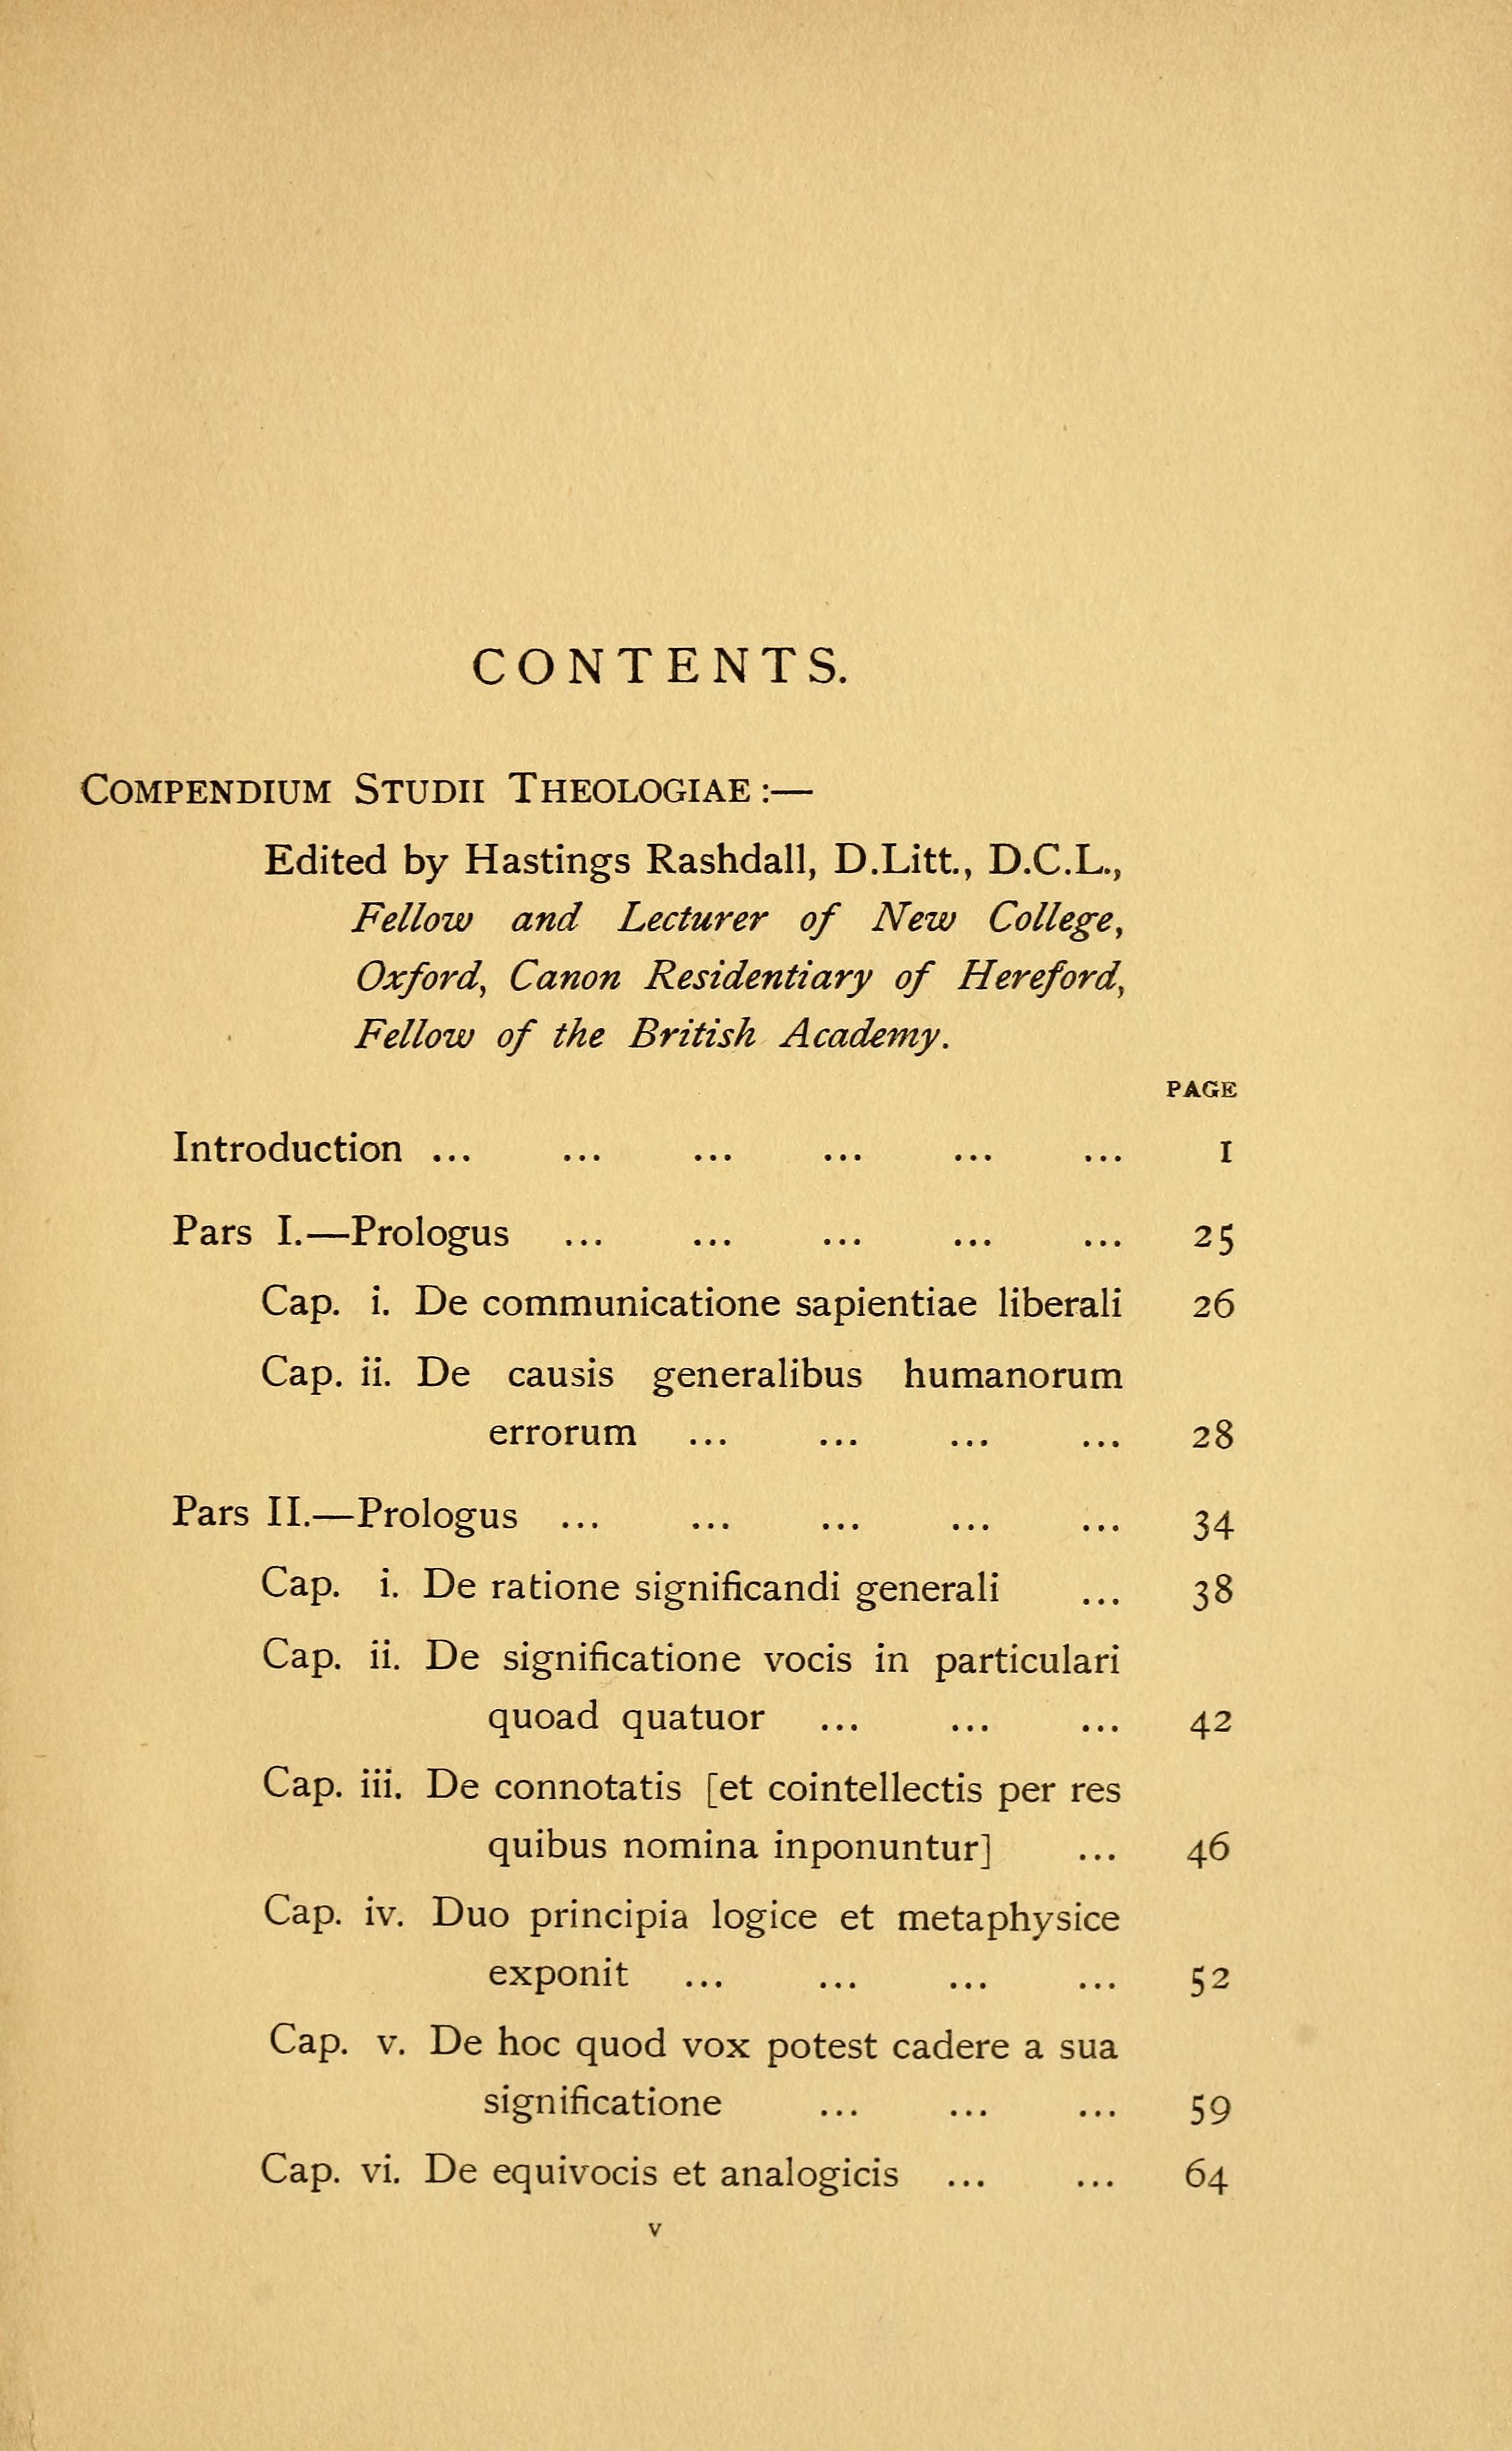 CONTENTS.
COMPENDIUM STUDII THEOLOGIAE :—
Edited by Hastings Rashdall, D.Litt., D.C.L.,
Fellow and Lecturer of New College,
Oxford, Canon Residentiary of Hereford,
Fellow of the British Academy.
PAGE
Introduction ... ... ... ... ... ... 1
Pars I.—Prologus ... ... ... ... ... 25
Cap. i. De communicatione sapientiae liberali 26
Cap. ii. De causis generalibus humanorum
errorum ... ... ... ... 28
Pars II.—Prologus ... ... ... ... ... 34
Cap. i. De ratione significandi generali ... 38
Cap. ii. De significatione vocis in particulari
quoad quatuor ... ... ... 42
Cap. iii. De connotatis [et cointellectis per res
quibus nomina inponuntur] ... 46
Cap. iv. Duo principia logice et metaphysice
exponit ... ... ... ... 52
Cap. v. De hoc quod vox potest cadere a sua
significatione ... ... ... 59
Cap. vi. De equivocis et analogicis ... ... 64
v